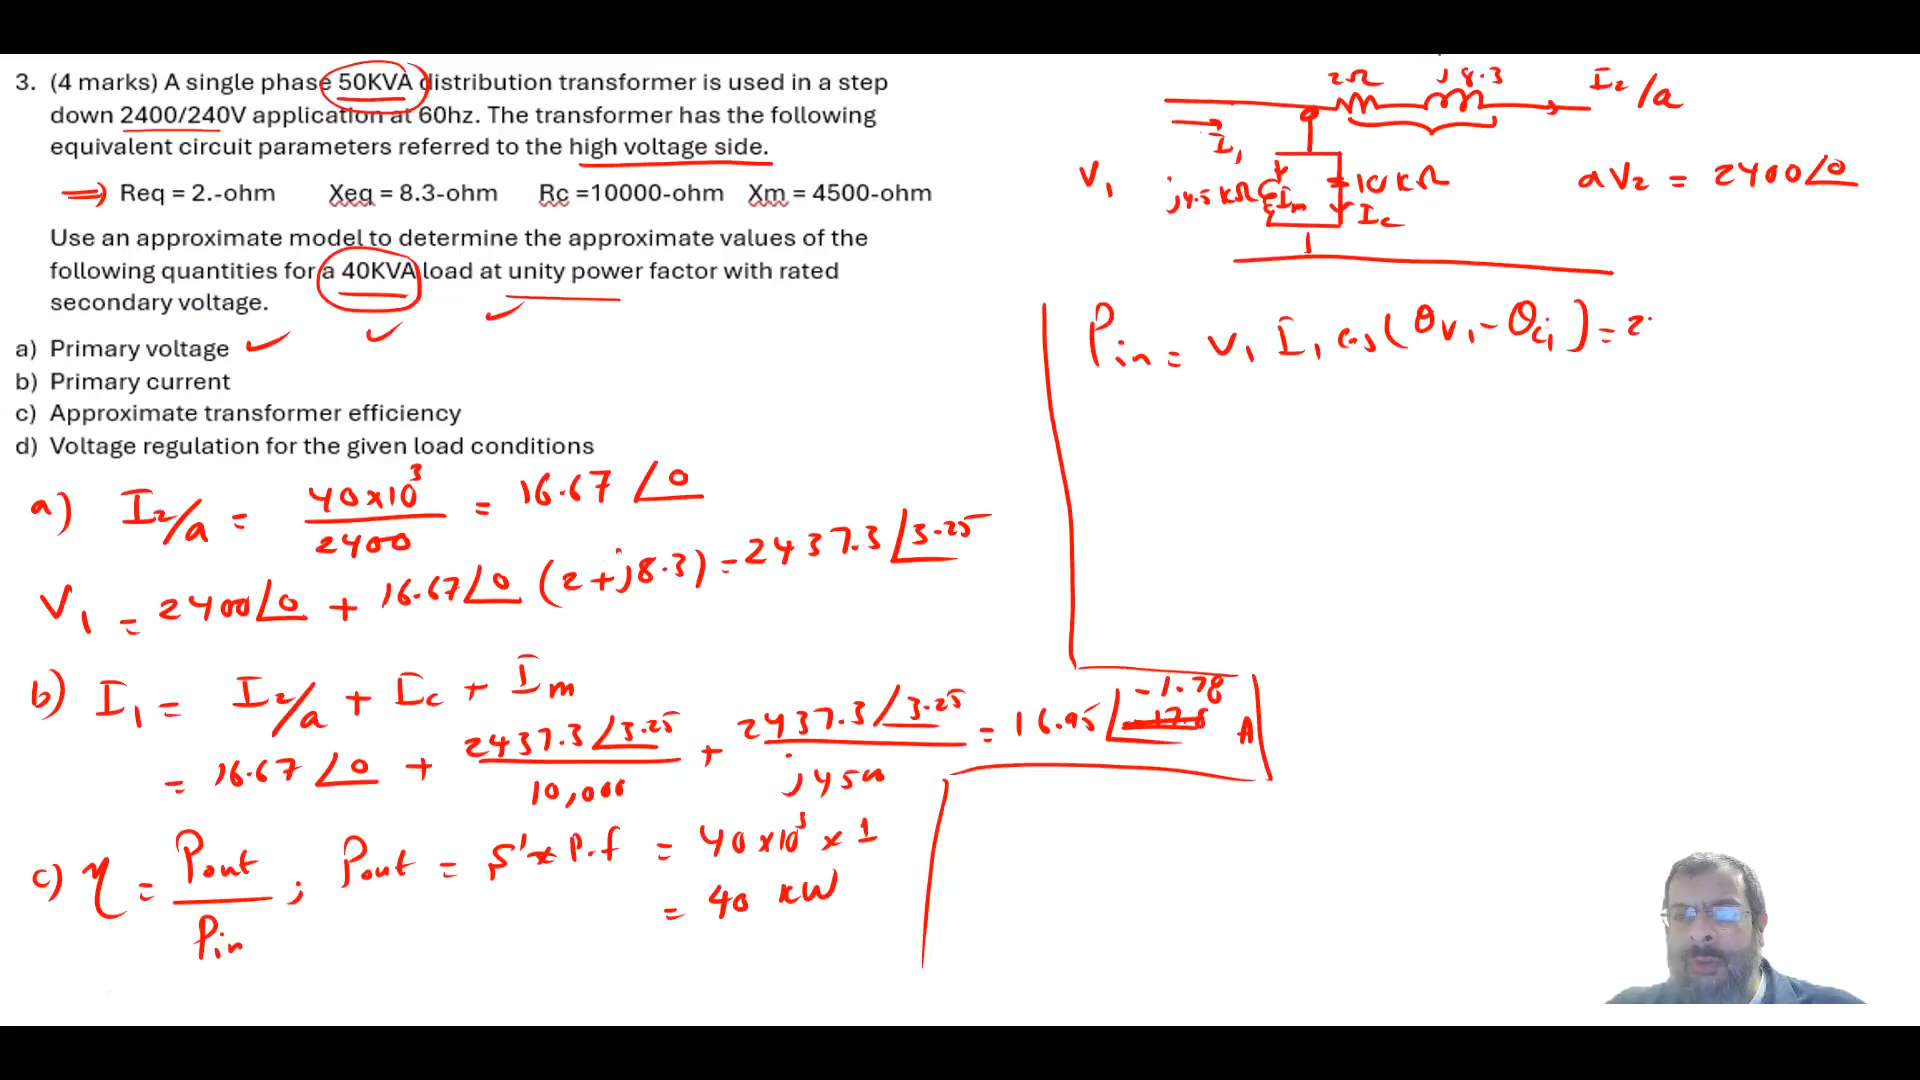 3. (4 marks) A single phase 50KVA distribution transformer is used in a step
down 2400/240V application at 60hz. The transformer has the following
equivalent circuit parameters referred to the high voltage side.
⇒ Req = 2.-ohm Xeq = 8.3-ohm Rc =10000-ohm Xm = 4500-ohm
Use an approximate model to determine the approximate values of the
following quantities for a 40KVA load at unity power factor with rated
secondary voltage.
a) Primary voltage
b) Primary current
c) Approximate transformer efficiency
d) Voltage regulation for the given load conditions
a) I2/a = 40x10³ / 2400 = 16.67 ∠0
V1 = 2400∠0 + 16.67∠0 (2+j8.3) = 2437.3 ∠3.25
b) I1 = I2/a + Ic + Im
= 16.67 ∠0 + 2437.3∠3.25 / 10,000 + 2437.3∠3.25 / j4500 = 16.95 ∠-1.78 A
c) η = Pout / Pin ; Pout = S * P.f = 40x10³ x 1
= 40 kW
2Ω j8.3 I2/a
I1
V1 j4.5kΩ Im 10kΩ Ic aV2 = 2400∠0
Pin = V1 I1 cos(θv1 - θi1) = 2